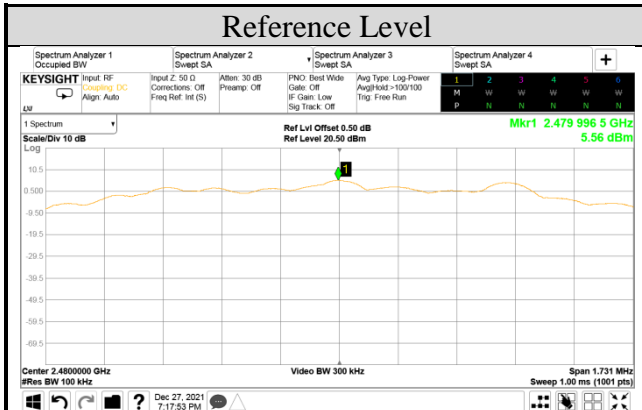 Reference Level
Spectrum Analyzer 1
Occupied BW
Spectrum Analyzer 2
Swept SA
Spectrum Analyzer 3
Swept SA
Spectrum Analyzer 4
Swept SA
+
KEYSIGHT
Input: RF
Coupling: DC
Align: Auto
Input Z: 50 Ω
Corrections: Off
Freq Ref: Int (S)
Atten: 30 dB
Preamp: Off
PNO: Best Wide
Gate: Off
IF Gain: Low
Sig Track: Off
Avg Type: Log-Power
Avg|Hold:>100/100
Trig: Free Run
1 2 3 4 5 6
M W W W W W
P N N N N N
LXI
1 Spectrum
Scale/Div 10 dB
Log
Ref Lvl Offset 0.50 dB
Ref Level 20.50 dBm
Mkr1 2.479 996 5 GHz
5.56 dBm
1
10.5
0.500
-9.50
-19.5
-29.5
-39.5
-49.5
-59.5
-69.5
Center 2.4800000 GHz
#Res BW 100 kHz
Video BW 300 kHz
Span 1.731 MHz
Sweep 1.00 ms (1001 pts)
?
Dec 27, 2021
7:17:53 PM